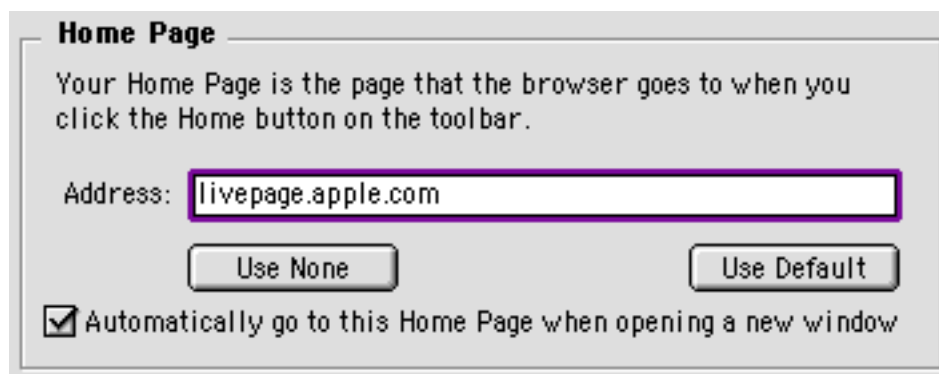 Home Page
Your Home Page is the page that the browser goes to when you
click the Home button on the toolbar.
Address: livepage.apple.com
Use None Use Default
Automatically go to this Home Page when opening a new window